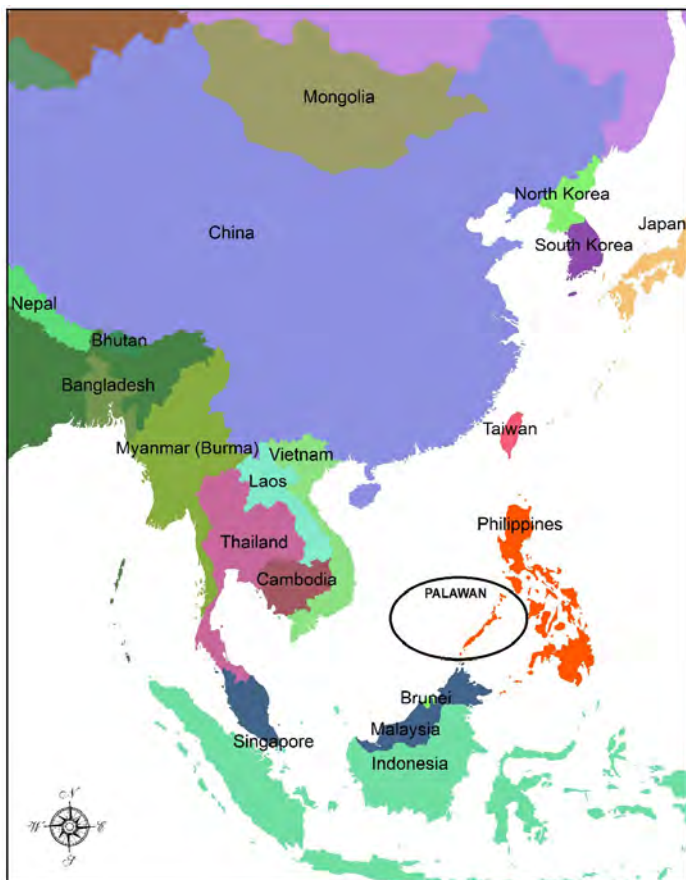 Mongolia
North Korea
Japan
China
South Korea
Nepal
Bhutan
Bangladesh
Taiwan
Myanmar (Burma)
Vietnam
Laos
Philippines
Thailand
Cambodia
PALAWAN
Brunei
Malaysia
Singapore
Indonesia
N
W E
S